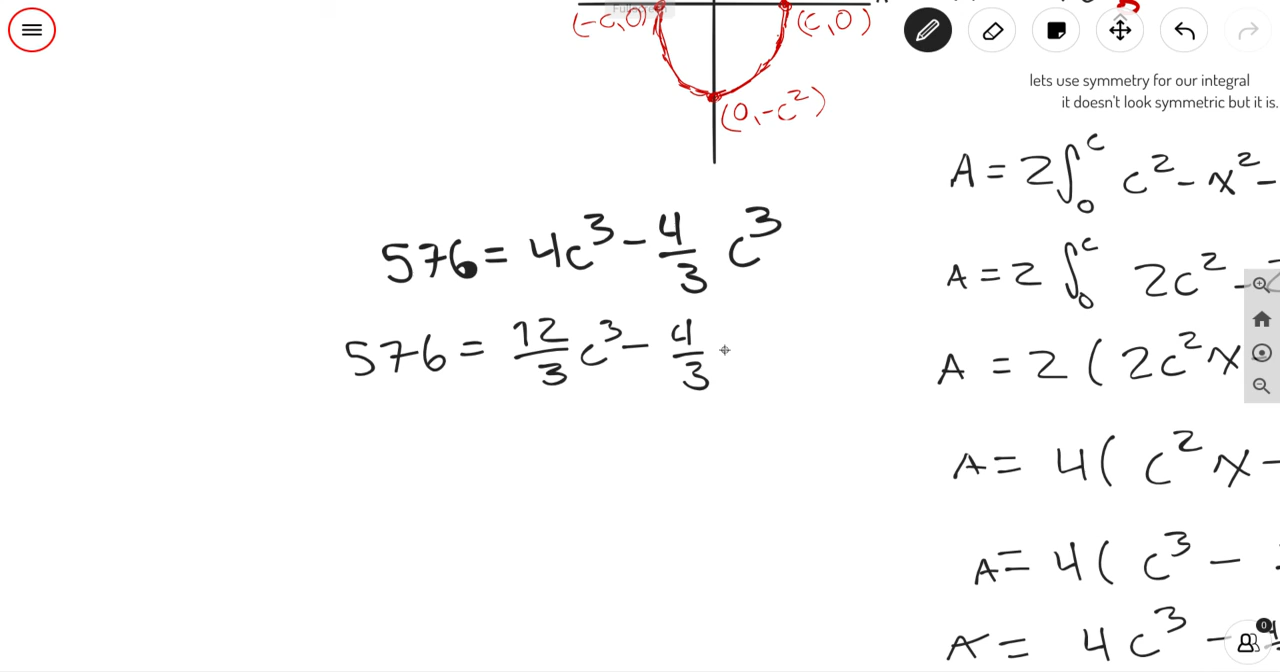 (-c,0)
(c,0)
(0,-c²)
lets use symmetry for our integral
it doesn't look symmetric but it is.
A = 2∫₀ᶜ c² - x² -
576 = 4c³ - 4/3 c³
A = 2 ∫₀ᶜ 2c² -
576 = 12/3 c³ - 4/3
A = 2 ( 2c²x
A = 4( c²x -
A = 4( c³ -
A = 4c³ -
0